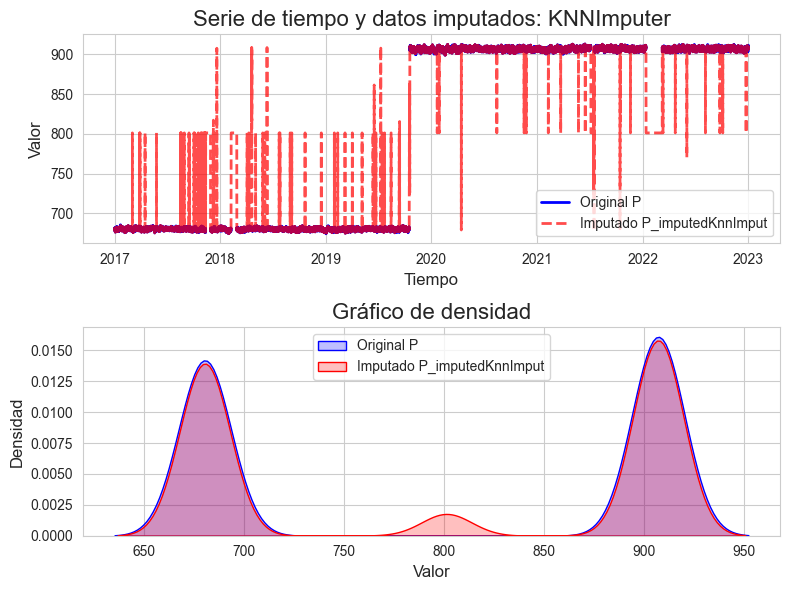 Serie de tiempo y datos imputados: KNNImputer
900
850
800
750
700
Valor
Original P
Imputado P_imputedKnnImput
2017 2018 2019 2020 2021 2022 2023
Tiempo
Gráfico de densidad
Original P
Imputado P_imputedKnnImput
0.0150
0.0125
0.0100
0.0075
0.0050
0.0025
0.0000
Densidad
650 700 750 800 850 900 950
Valor